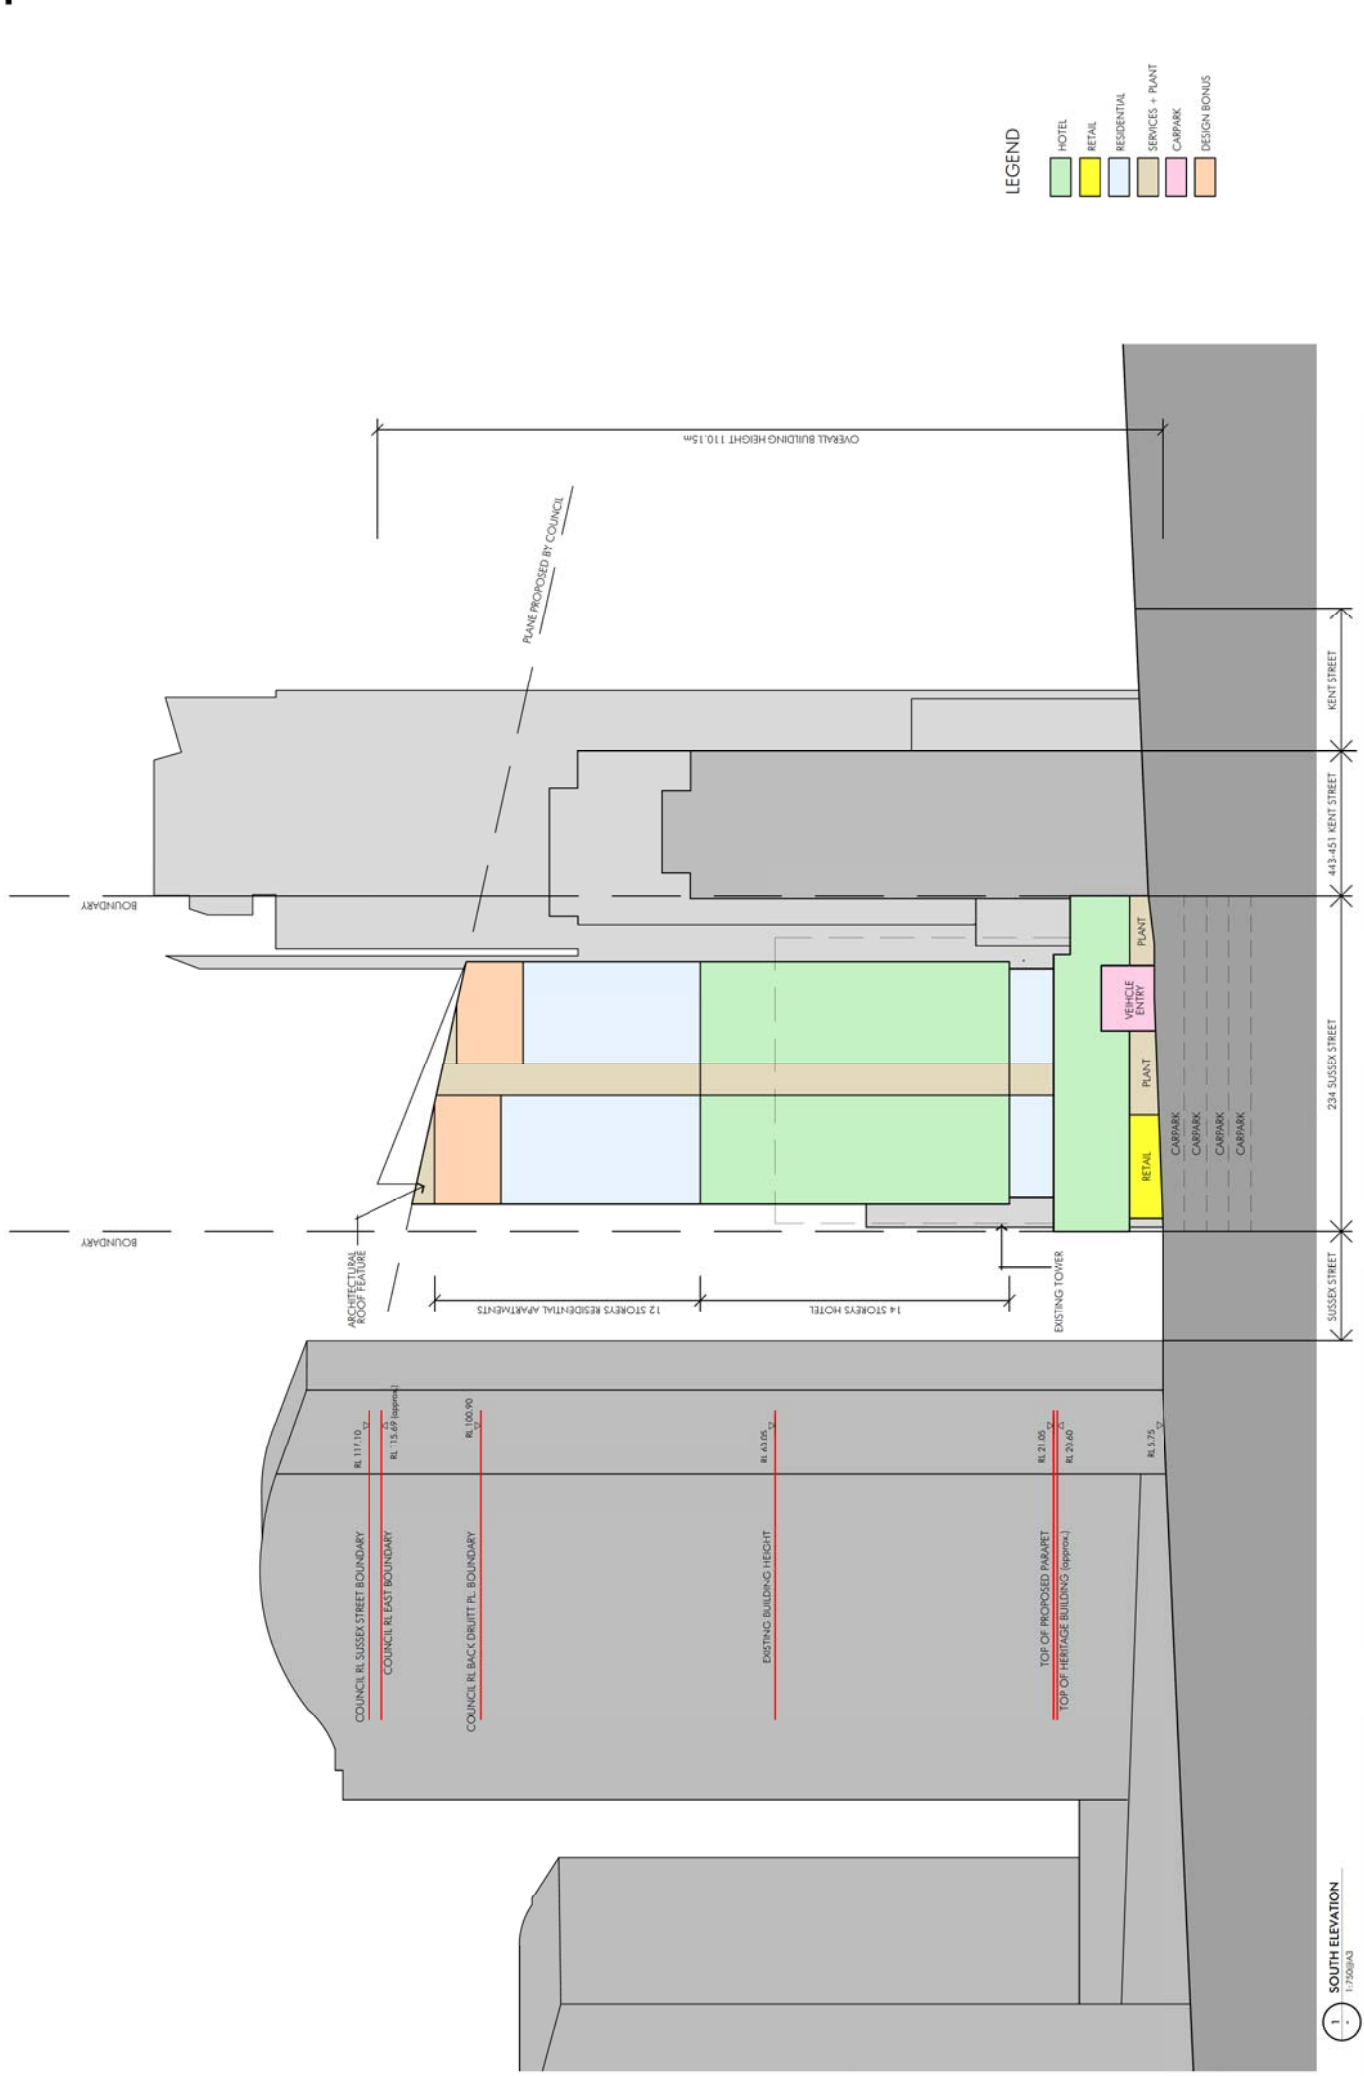 LEGEND
HOTEL
RETAIL
RESIDENTIAL
SERVICES + PLANT
CARPARK
DESIGN BONUS
BOUNDARY
BOUNDARY
OVERALL BUILDING HEIGHT 110.15m
PLANE PROPOSED BY COUNCIL
ARCHITECTURAL
ROOF FEATURE
12 STOREYS RESIDENTIAL APARTMENTS
14 STOREYS HOTEL
EXISTING TOWER
COUNCIL RL SUSSEX STREET BOUNDARY
RL 117.10
COUNCIL RL EAST BOUNDARY
RL 115.69 (approx.)
COUNCIL RL BACK DRUITT PL. BOUNDARY
RL 100.90
EXISTING BUILDING HEIGHT
RL 63.05
TOP OF PROPOSED PARAPET
RL 21.05
TOP OF HERITAGE BUILDING (approx.)
RL 20.60
RL 5.75
RETAIL
PLANT
VEIHCLE
ENTRY
PLANT
CARPARK
CARPARK
CARPARK
CARPARK
SUSSEX STREET
234 SUSSEX STREET
443-451 KENT STREET
KENT STREET
1
-
SOUTH ELEVATION
1:750@A3